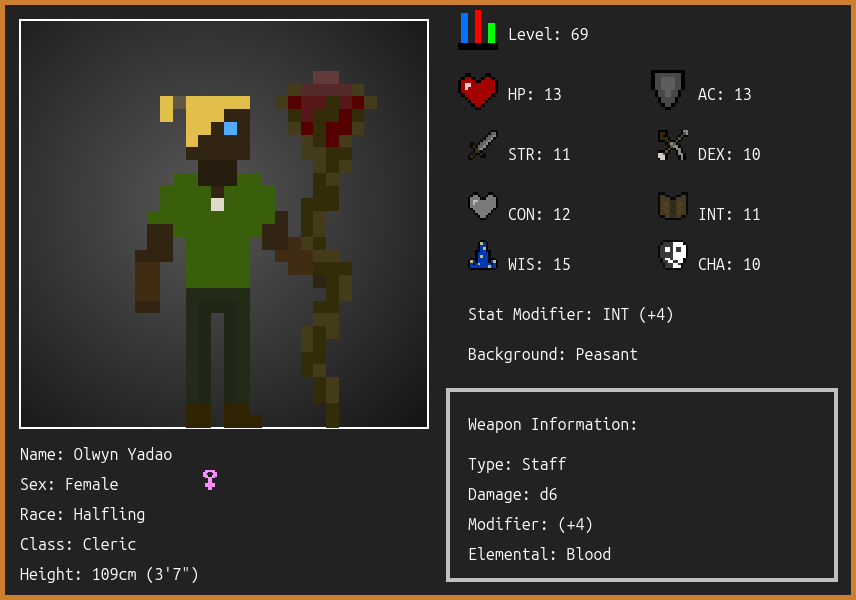 Level: 69
HP: 13
AC: 13
STR: 11
DEX: 10
CON: 12
INT: 11
WIS: 15
CHA: 10
Stat Modifier: INT (+4)
Background: Peasant
Weapon Information:
Type: Staff
Damage: d6
Modifier: (+4)
Elemental: Blood
Name: Olwyn Yadao
Sex: Female
Race: Halfling
Class: Cleric
Height: 109cm (3'7")